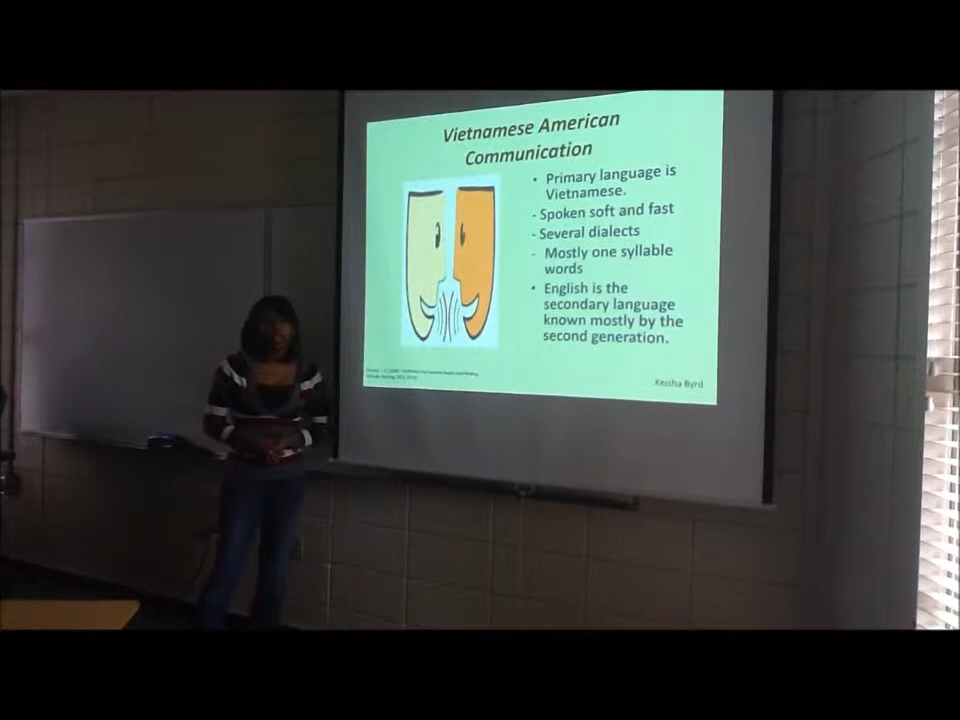 Vietnamese American
Communication
• Primary language is
Vietnamese.
- Spoken soft and fast
- Several dialects
- Mostly one syllable
words
• English is the
secondary language
known mostly by the
second generation.
Keisha Byrd